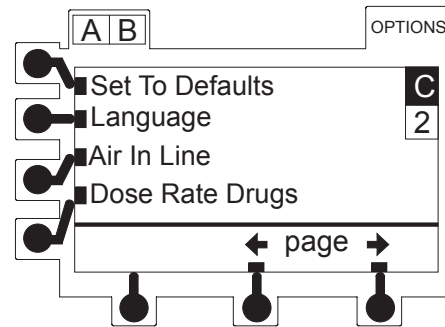 A B
OPTIONS
Set To Defaults
C
Language
2
Air In Line
Dose Rate Drugs
page